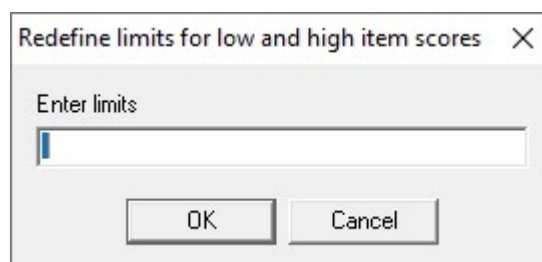 Redefine limits for low and high item scores
Enter limits
OK Cancel